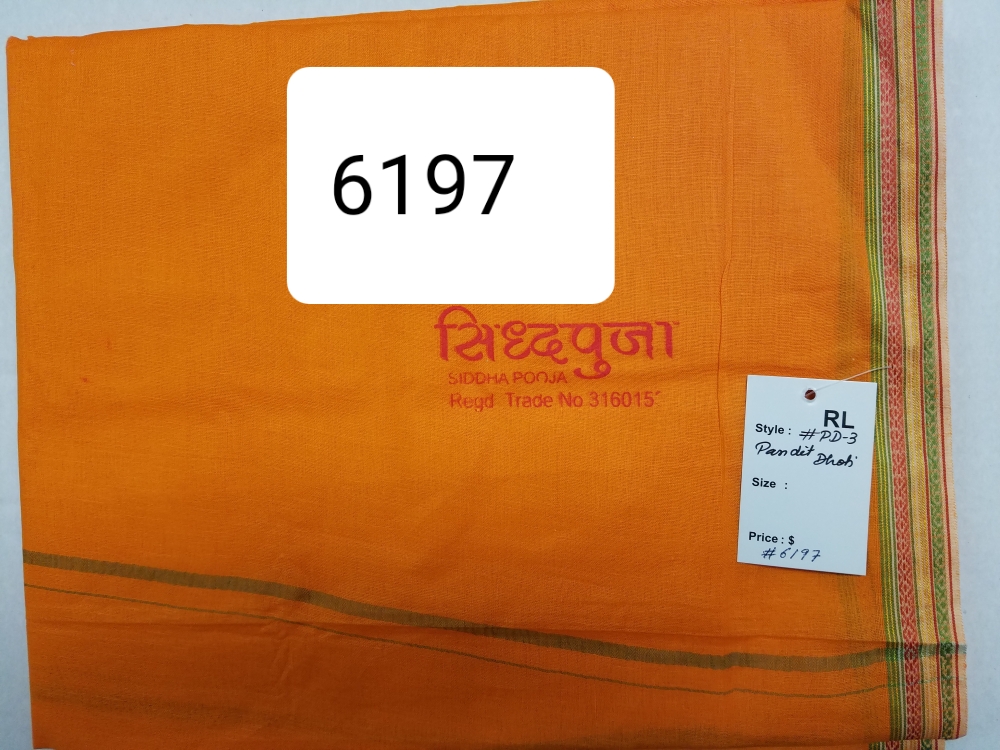 6197
सिध्दपुजा
SIDDHA POOJA
Regd Trade No 316015
RL
Style : #PD-3
Pandit Dhoti
Size :
Price : $
#6197